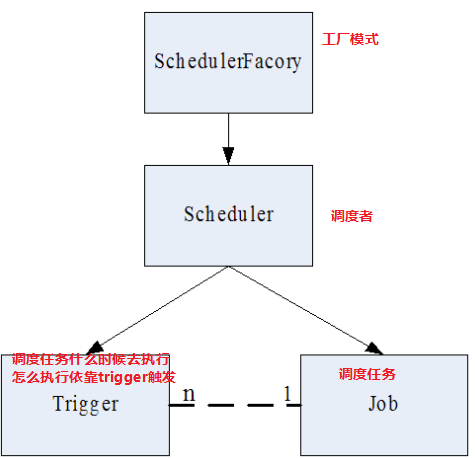 SchedulerFacory
工厂模式
Scheduler
调度者
调度任务什么时候去执行
怎么执行依靠trigger触发
Trigger
n
1
调度任务
Job